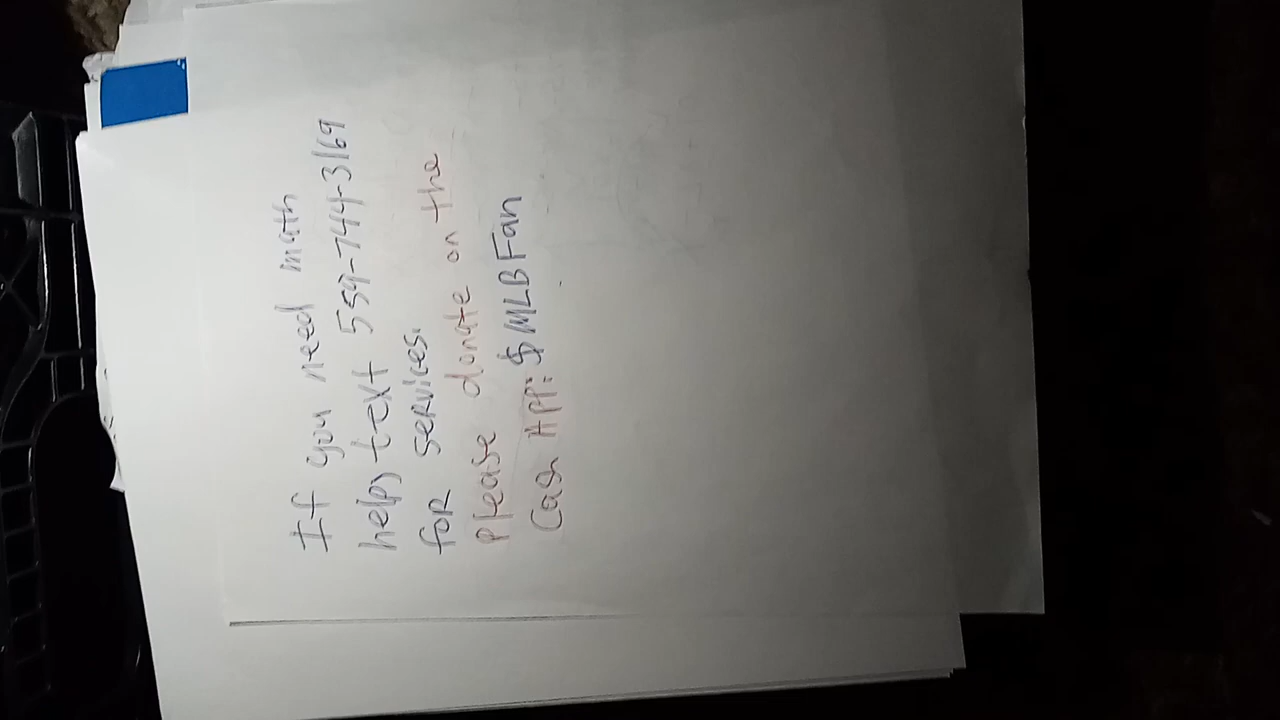 If you need math
help, text 559-744-3169
for services.
Please donate on the
Cash App: $MLBFan